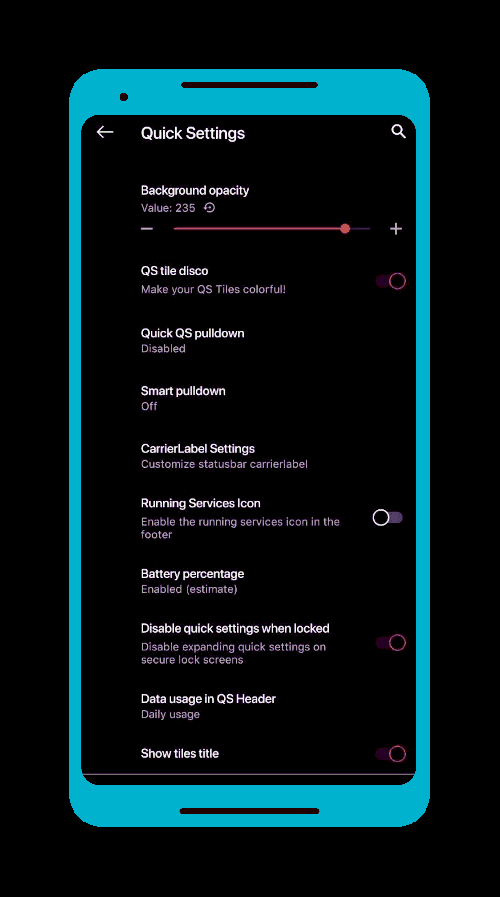 Quick Settings
Background opacity
Value: 235
QS tile disco
Make your QS Tiles colorful!
Quick QS pulldown
Disabled
Smart pulldown
Off
CarrierLabel Settings
Customize statusbar carrierlabel
Running Services Icon
Enable the running services icon in the
footer
Battery percentage
Enabled (estimate)
Disable quick settings when locked
Disable expanding quick settings on
secure lock screens
Data usage in QS Header
Daily usage
Show tiles title